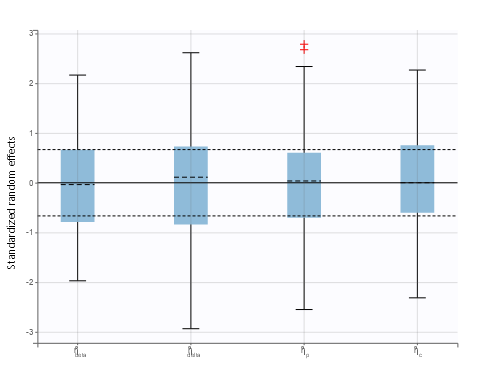 Standardized random effects
3
2
1
0
-1
-2
-3
η̃p
η̃c